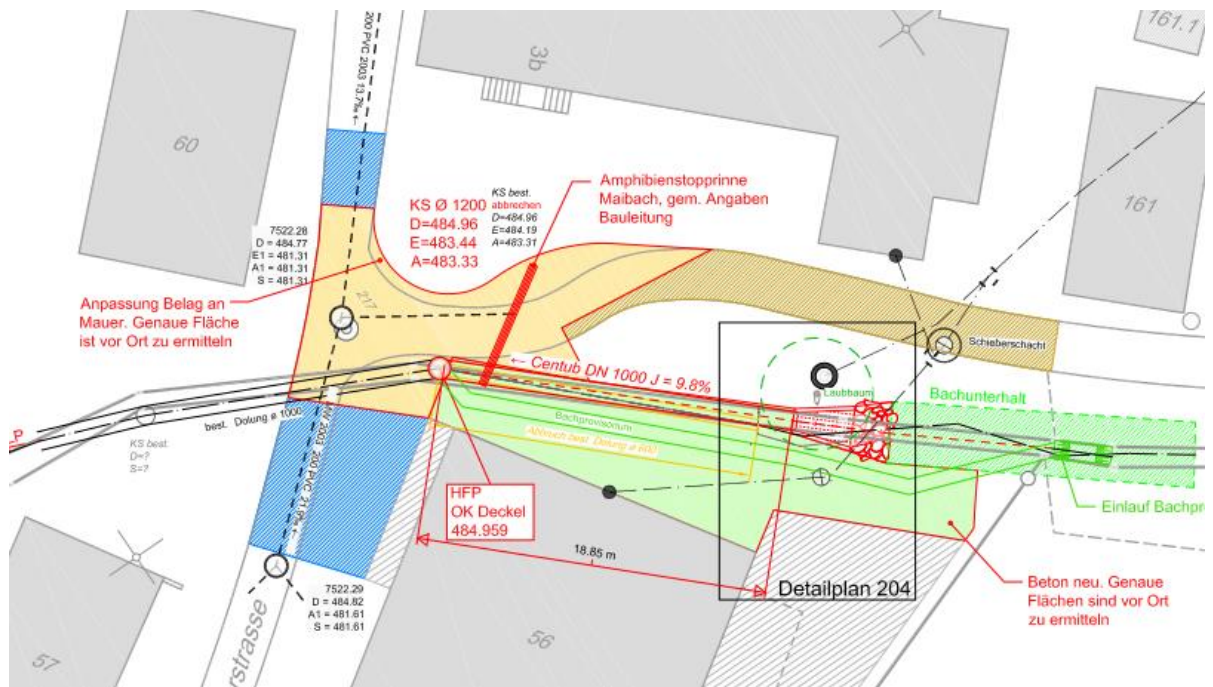 161.1
3b
60
161
200 PVC 2003 13.7‰ ←
KS Ø 1200
D=484.96
E=483.44
A=483.33
KS best.
abbrechen
D=484.96
E=484.19
A=483.31
Amphibienstopprinne
Maibach, gem. Angaben
Bauleitung
7522.28
D = 484.77
E1 = 481.31
A1 = 481.31
S = 481.31
Anpassung Belag an
Mauer. Genaue Fläche
ist vor Ort zu ermitteln
217
Schieberschacht
← Centub DN 1000 J = 9.8%
Laubbaum
Bachunterhalt
best. Dolung ø 1000
Bachprovisorium
Abbruch best. Dolung ø 600
KS best.
D=?
S=?
P
HFP
OK Deckel
484.959
Einlauf Bachpr
18.85 m
Detailplan 204
Beton neu. Genaue
Flächen sind vor Ort
zu ermitteln
7522.29
D = 484.82
A1 = 481.61
S = 481.61
56
57
rstrasse